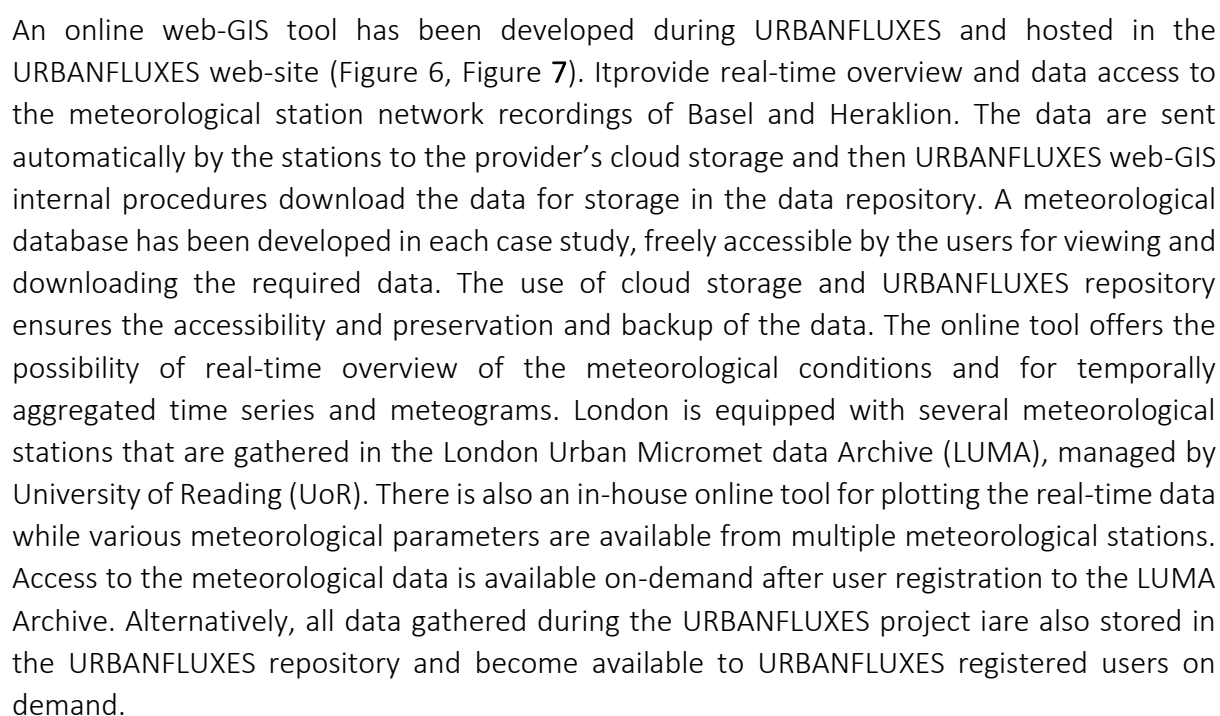 An online web-GIS tool has been developed during URBANFLUXES and hosted in the
URBANFLUXES web-site (Figure 6, Figure 7). Itprovide real-time overview and data access to
the meteorological station network recordings of Basel and Heraklion. The data are sent
automatically by the stations to the provider’s cloud storage and then URBANFLUXES web-GIS
internal procedures download the data for storage in the data repository. A meteorological
database has been developed in each case study, freely accessible by the users for viewing and
downloading the required data. The use of cloud storage and URBANFLUXES repository
ensures the accessibility and preservation and backup of the data. The online tool offers the
possibility of real-time overview of the meteorological conditions and for temporally
aggregated time series and meteograms. London is equipped with several meteorological
stations that are gathered in the London Urban Micromet data Archive (LUMA), managed by
University of Reading (UoR). There is also an in-house online tool for plotting the real-time data
while various meteorological parameters are available from multiple meteorological stations.
Access to the meteorological data is available on-demand after user registration to the LUMA
Archive. Alternatively, all data gathered during the URBANFLUXES project iare also stored in
the URBANFLUXES repository and become available to URBANFLUXES registered users on
demand.